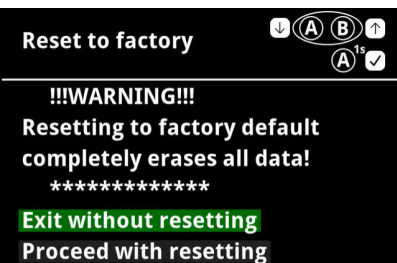 Reset to factory
↓ A B ↑
A 1s ✓
!!!WARNING!!!
Resetting to factory default
completely erases all data!
*************
Exit without resetting
Proceed with resetting